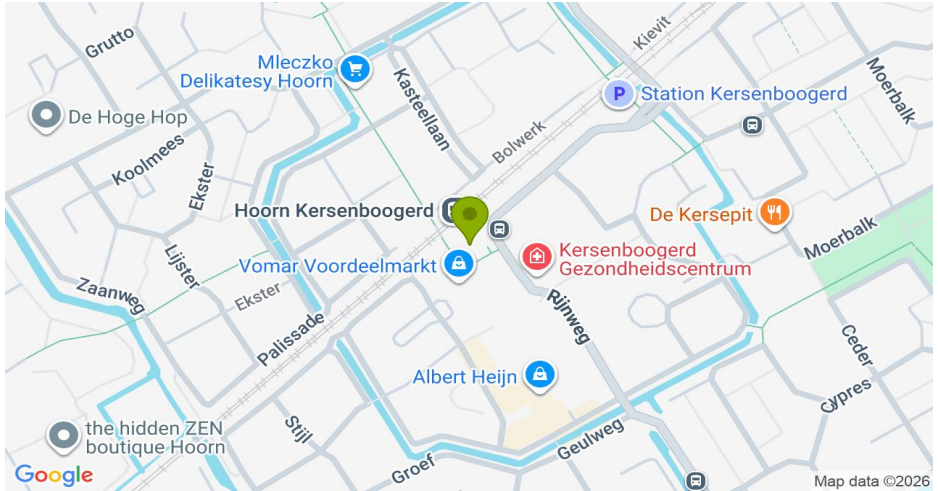 Grutto
Kievit
Mleczko
Delikatesy Hoorn
Kasteellaan
Moerbalk
P
Station Kersenboogerd
De Hoge Hop
Koolmees
Bolwerk
Ekster
Hoorn Kersenboogerd
De Kersepit
Moerbalk
Lijster
Kersenboogerd
Gezondheidscentrum
Vomar Voordeelmarkt
Zaanweg
Ekster
Rijnweg
Palissade
Ceder
Albert Heijn
Cypres
the hidden ZEN
boutique Hoorn
Stijl
Geulweg
Groef
Google
Map data ©2026